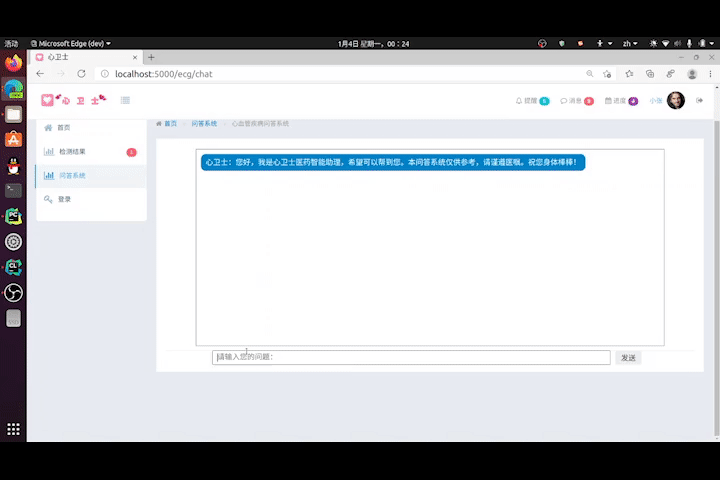 活动
Microsoft Edge (dev)
1月4日 星期一，00：24
zh
心卫士
localhost:5000/ecg/chat
心 卫 士
提醒
消息
进度
小张
首页
检测结果
问答系统
登录
首页
问答系统
心血管疾病问答系统
心卫士：您好，我是心卫士医药智能助理，希望可以帮到您。本问答系统仅供参考，请谨遵医嘱。祝您身体棒棒！
请输入您的问题：
发送